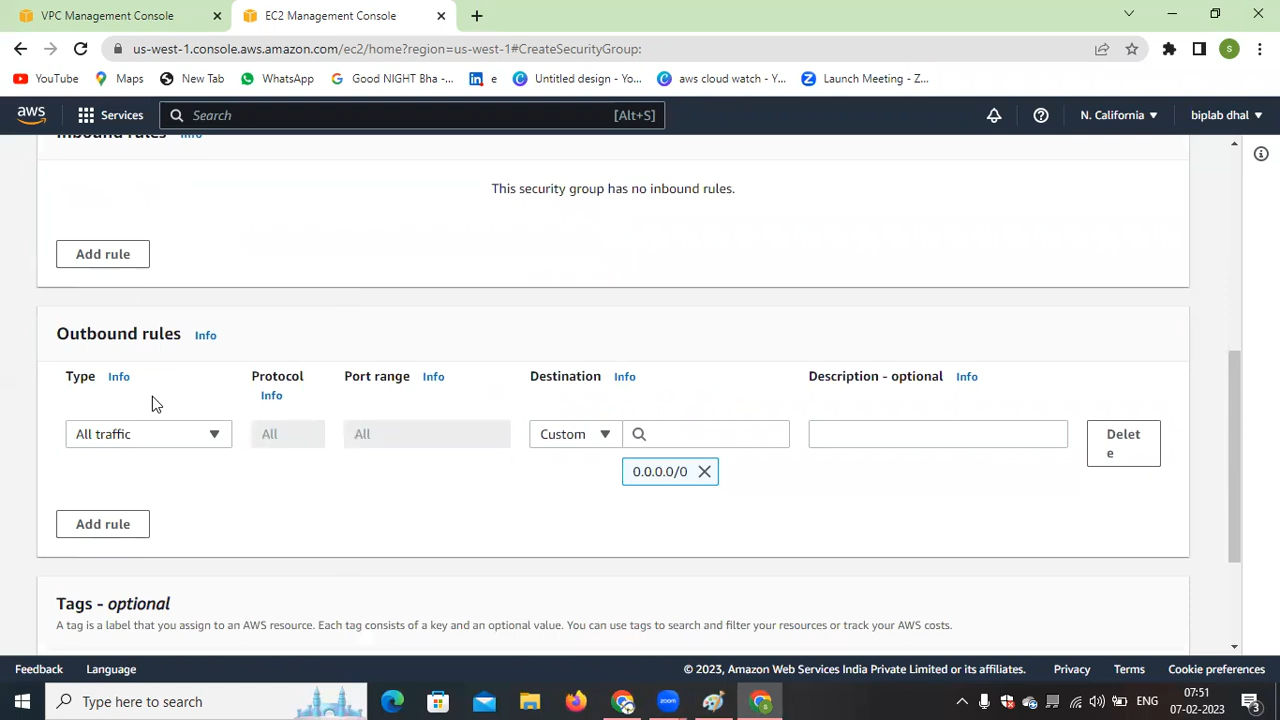 VPC Management Console
EC2 Management Console
us-west-1.console.aws.amazon.com/ec2/home?region=us-west-1#CreateSecurityGroup:
S
YouTube
Maps
New Tab
WhatsApp
Good NIGHT Bha - ...
e
Untitled design - Yo...
aws cloud watch - Y...
Launch Meeting - Z...
aws
Services
Search
[Alt+S]
N. California
biplab dhal
Inbound rules Info
This security group has no inbound rules.
Add rule
Outbound rules Info
Type Info
Protocol
Info
Port range Info
Destination Info
Description - optional Info
All traffic
All
All
Custom
Delet
e
0.0.0.0/0
Add rule
Tags - optional
A tag is a label that you assign to an AWS resource. Each tag consists of a key and an optional value. You can use tags to search and filter your resources or track your AWS costs.
Feedback
Language
© 2023, Amazon Web Services India Private Limited or its affiliates.
Privacy
Terms
Cookie preferences
Type here to search
zoom
ENG
07:51
07-02-2023
3